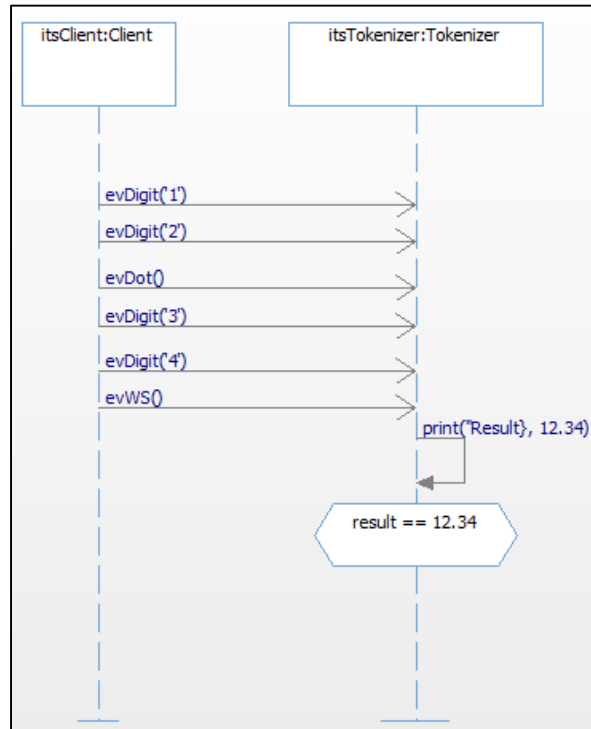 itsClient:Client
itsTokenizer:Tokenizer
evDigit('1')
evDigit('2')
evDot()
evDigit('3')
evDigit('4')
evWS()
print("Result}, 12.34)
result == 12.34